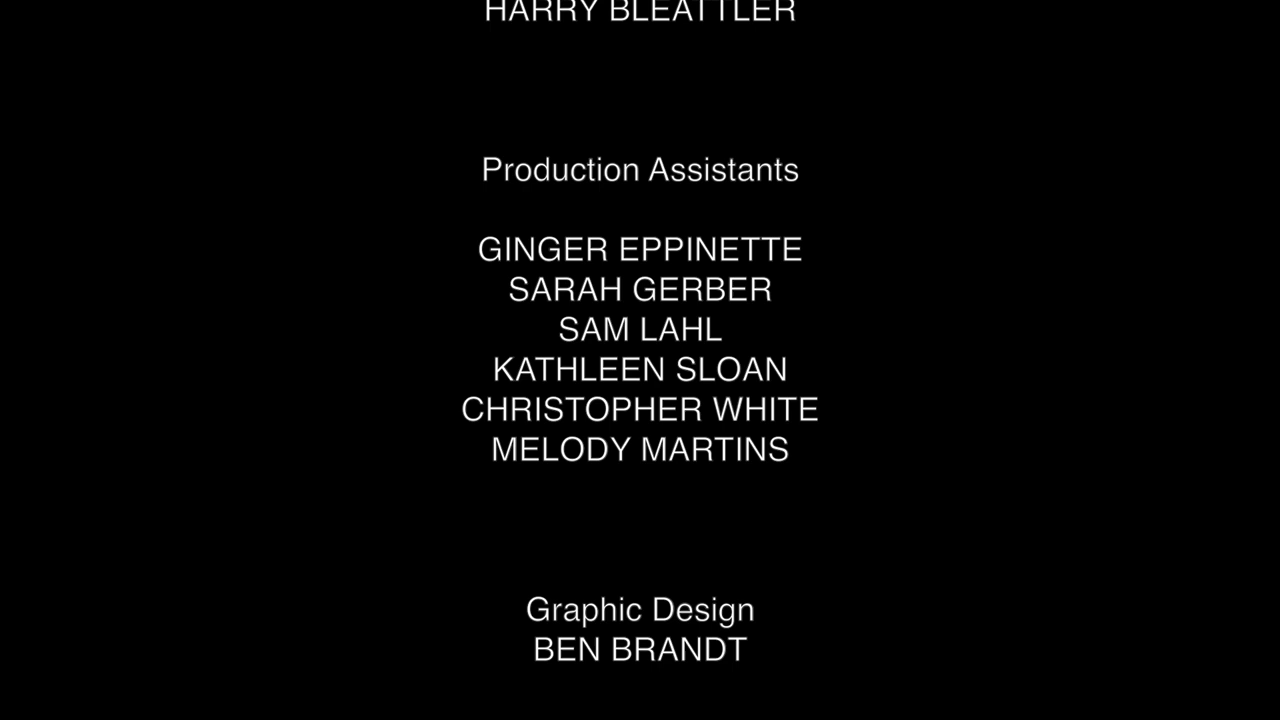 HARRY BLEATTLER
Production Assistants
GINGER EPPINETTE
SARAH GERBER
SAM LAHL
KATHLEEN SLOAN
CHRISTOPHER WHITE
MELODY MARTINS
Graphic Design
BEN BRANDT